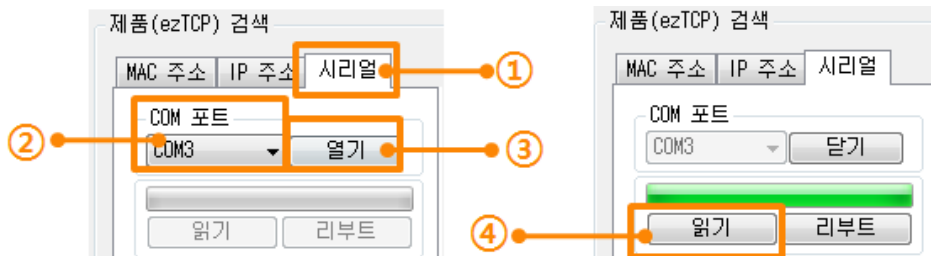 제품(ezTCP) 검색
MAC 주소 IP 주소 시리얼
①
COM 포트
②
COM3 열기
③
읽기 리부트
제품(ezTCP) 검색
MAC 주소 IP 주소 시리얼
COM 포트
COM3 닫기
④
읽기 리부트